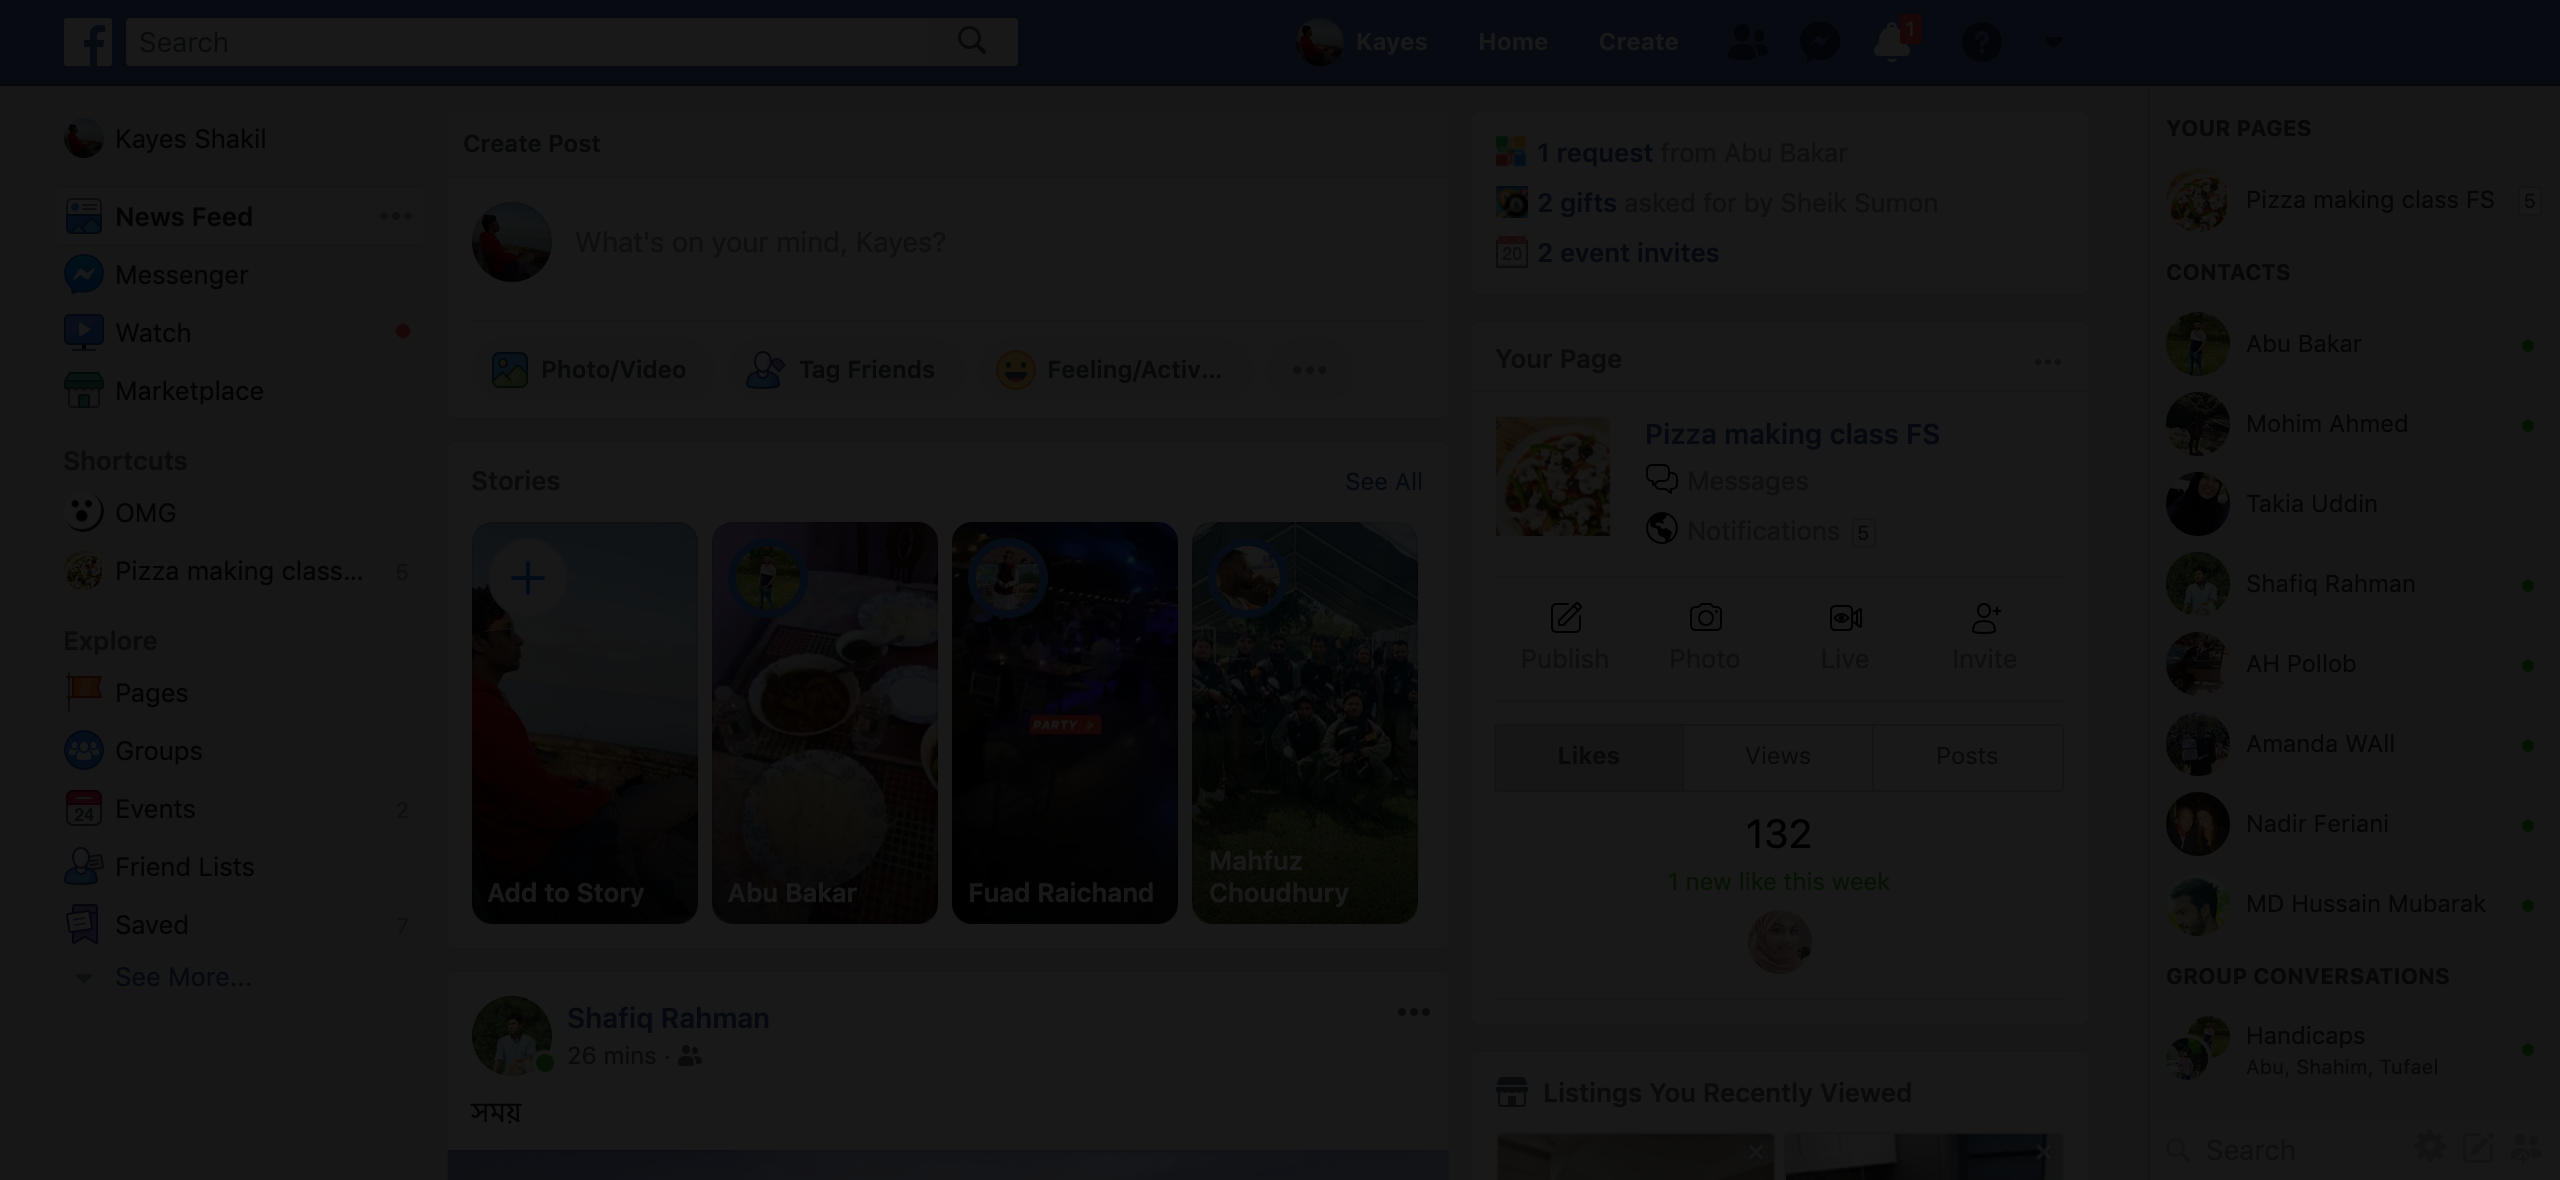 Search
Kayes
Home
Create
1
Kayes Shakil
News Feed
Messenger
Watch
Marketplace
Shortcuts
OMG
Pizza making class...
5
Explore
Pages
Groups
24
Events
2
Friend Lists
Saved
7
See More...
Create Post
What's on your mind, Kayes?
Photo/Video
Tag Friends
Feeling/Activ...
Stories
See All
Add to Story
Abu Bakar
PARTY
Fuad Raichand
Mahfuz
Choudhury
Shafiq Rahman
26 mins ·
সময়
1 request from Abu Bakar
2 gifts asked for by Sheik Sumon
20
2 event invites
Your Page
Pizza making class FS
Messages
Notifications 5
Publish
Photo
Live
Invite
Likes
Views
Posts
132
1 new like this week
Listings You Recently Viewed
YOUR PAGES
Pizza making class FS
5
CONTACTS
Abu Bakar
Mohim Ahmed
Takia Uddin
Shafiq Rahman
AH Pollob
Amanda WAll
Nadir Feriani
MD Hussain Mubarak
GROUP CONVERSATIONS
Handicaps
Abu, Shahim, Tufael
Search